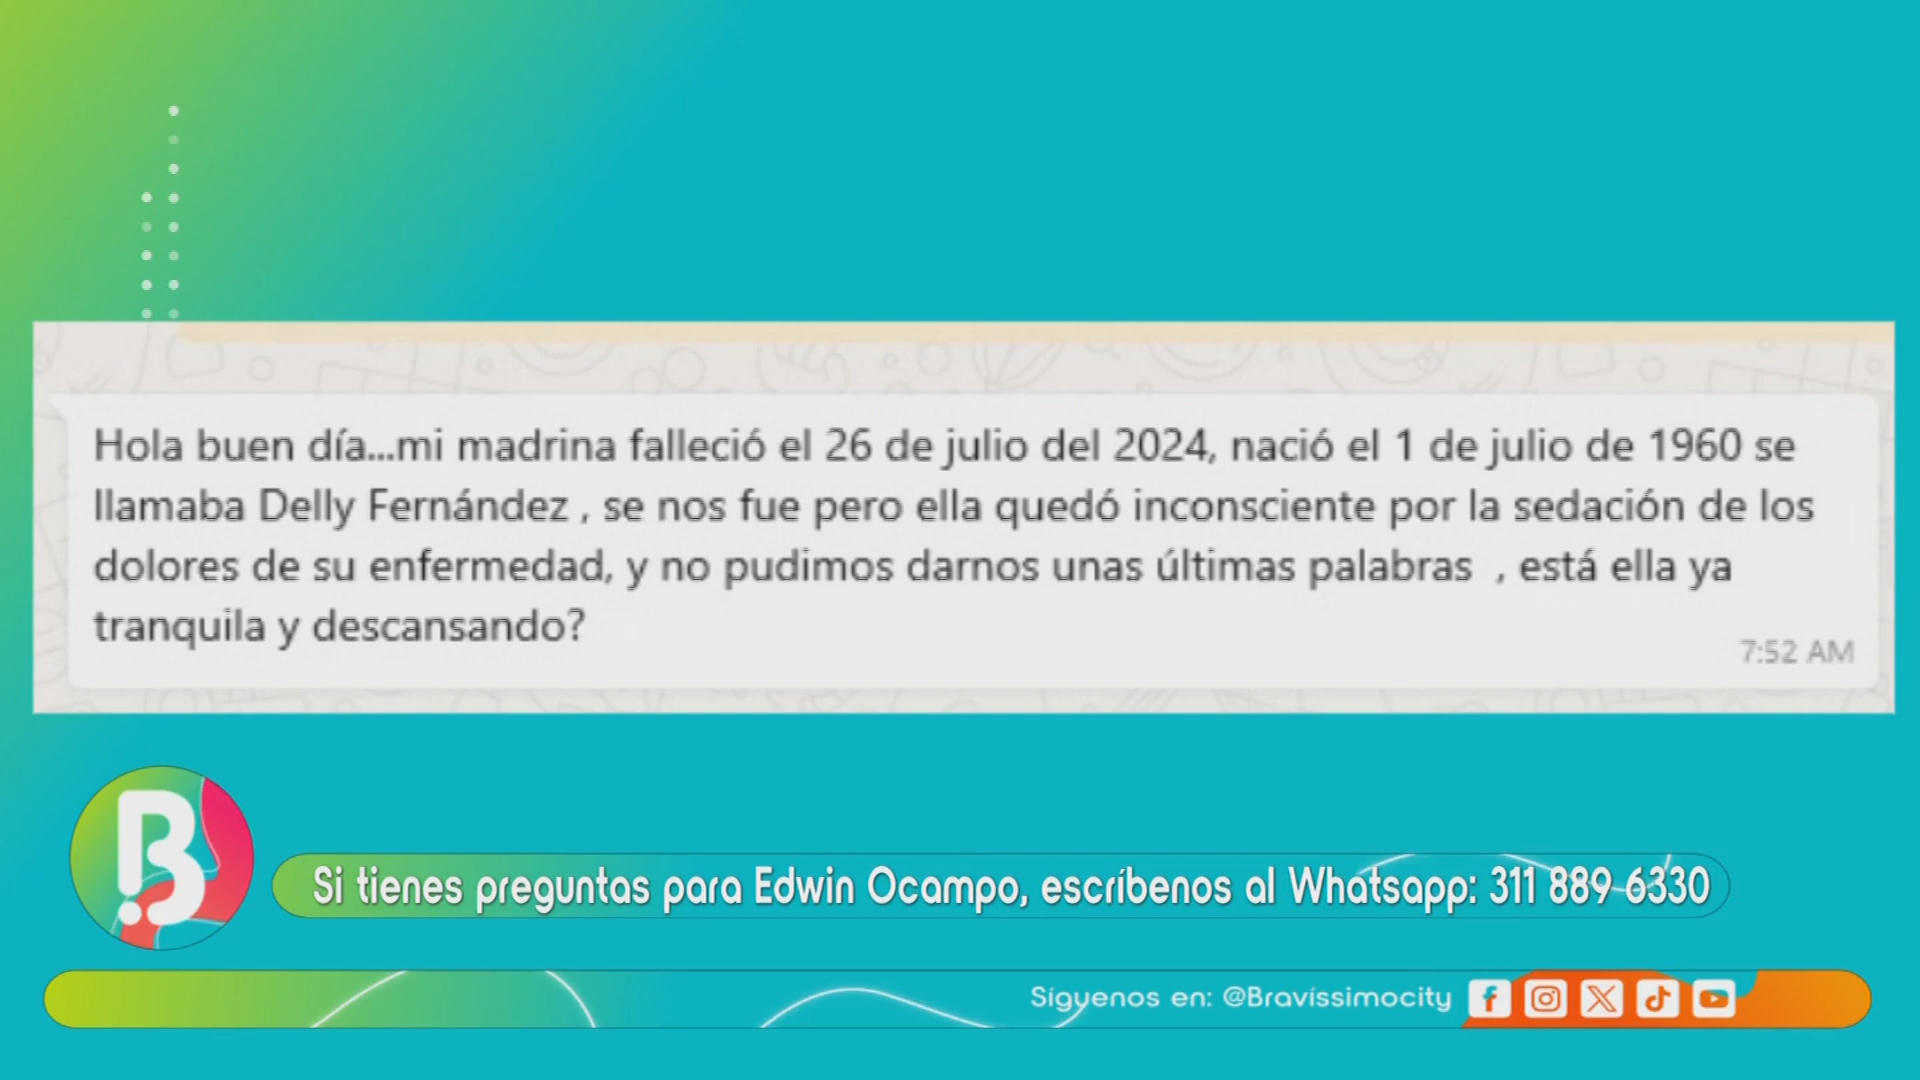 Hola buen día...mi madrina falleció el 26 de julio del 2024, nació el 1 de julio de 1960 se
llamaba Delly Fernández , se nos fue pero ella quedó inconsciente por la sedación de los
dolores de su enfermedad, y no pudimos darnos unas últimas palabras , está ella ya
tranquila y descansando?
7:52 AM
B
Si tienes preguntas para Edwin Ocampo, escríbenos al Whatsapp: 311 889 6330
Síguenos en: @Bravíssimocity